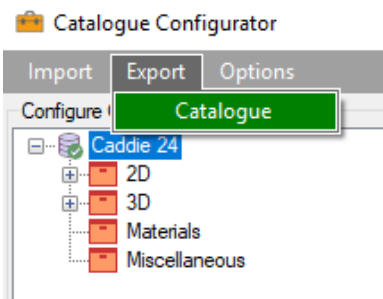 Catalogue Configurator
Import Export Options
Configure
Catalogue
Caddie 24
2D
3D
Materials
Miscellaneous